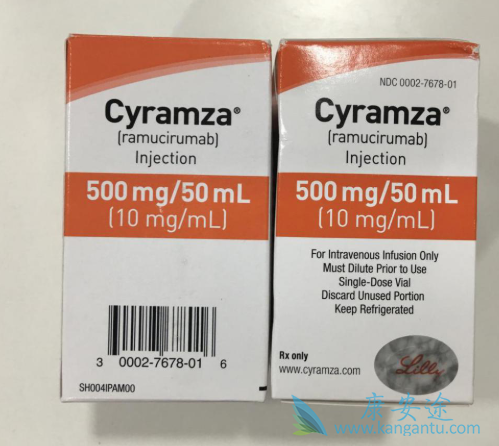 Cyramza®
(ramucirumab)
Injection
500 mg/50 mL
(10 mg/mL)
3 0002-7678-01 6
SH004IPAM00
NDC 0002-7678-01
Cyramza®
(ramucirumab)
Injection
500 mg/50 mL
(10 mg/mL)
For Intravenous Infusion Only
Must Dilute Prior to Use
Single-Dose Vial
Discard Unused Portion
Keep Refrigerated
Rx only
www.cyramza.com
Lilly
康安途
www.kangantu.com